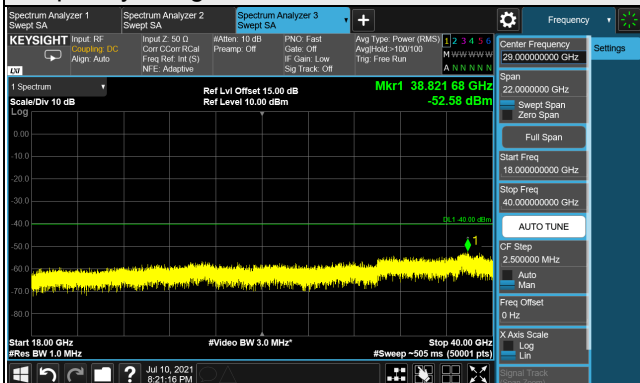 Spectrum Analyzer 1
Swept SA
Spectrum Analyzer 2
Swept SA
Spectrum Analyzer 3
Swept SA
Frequency
KEYSIGHT
Input: RF
Coupling: DC
Align: Auto
Input Z: 50 Ω
Corr CCorr RCal
Freq Ref: Int (S)
NFE: Adaptive
#Atten: 10 dB
Preamp: Off
PNO: Fast
Gate: Off
IF Gain: Low
Sig Track: Off
Avg Type: Power (RMS)
Avg|Hold:>100/100
Trig: Free Run
1 2 3 4 5 6
M W W W W W
A N N N N N
LXI
1 Spectrum
Scale/Div 10 dB
Log
Ref Lvl Offset 15.00 dB
Ref Level 10.00 dBm
Mkr1 38.821 68 GHz
-52.58 dBm
0.00
-10.0
-20.0
-30.0
-40.0
-50.0
-60.0
-70.0
-80.0
DL1 -40.00 dBm
1
Start 18.00 GHz
#Res BW 1.0 MHz
#Video BW 3.0 MHz*
Stop 40.00 GHz
#Sweep ~505 ms (50001 pts)
Center Frequency
29.000000000 GHz
Settings
Span
22.0000000 GHz
Swept Span
Zero Span
Full Span
Start Freq
18.000000000 GHz
Stop Freq
40.000000000 GHz
AUTO TUNE
CF Step
2.500000 MHz
Auto
Man
Freq Offset
0 Hz
X Axis Scale
Log
Lin
Signal Track
?
Jul 10, 2021
8:21:16 PM